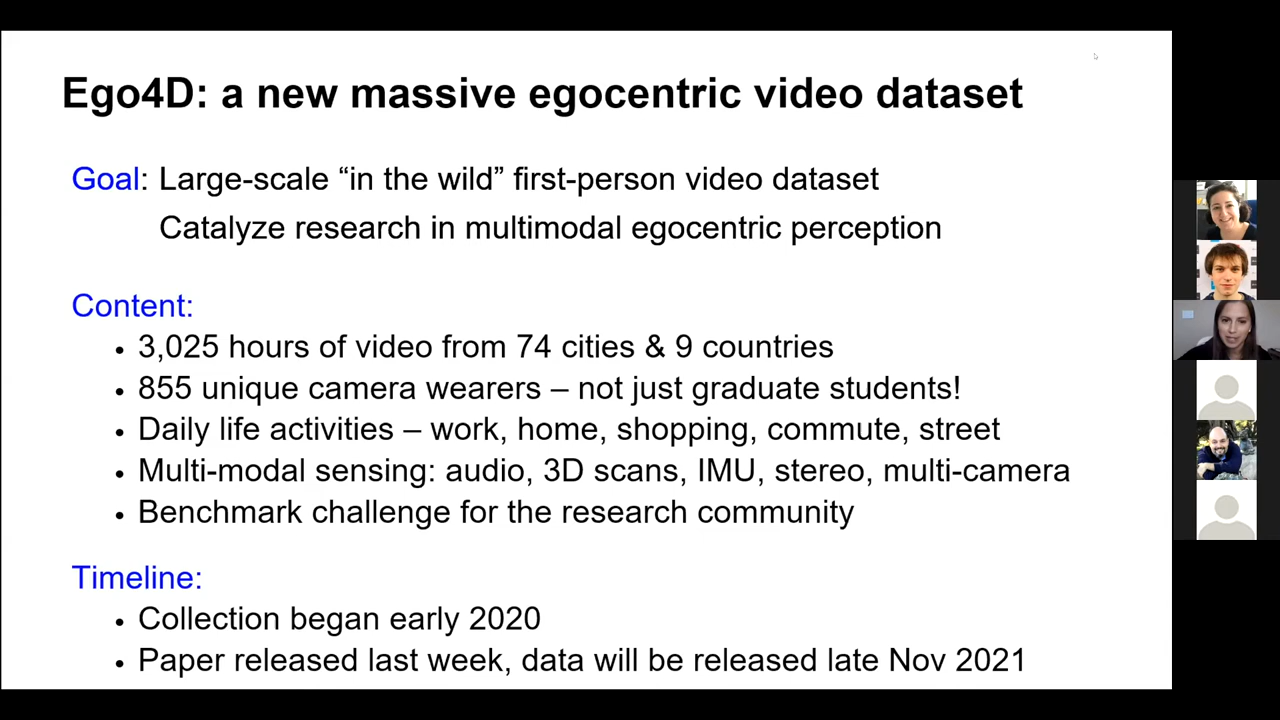 Ego4D: a new massive egocentric video dataset
Goal: Large-scale “in the wild” first-person video dataset
Catalyze research in multimodal egocentric perception
Content:
• 3,025 hours of video from 74 cities & 9 countries
• 855 unique camera wearers – not just graduate students!
• Daily life activities – work, home, shopping, commute, street
• Multi-modal sensing: audio, 3D scans, IMU, stereo, multi-camera
• Benchmark challenge for the research community
Timeline:
• Collection began early 2020
• Paper released last week, data will be released late Nov 2021